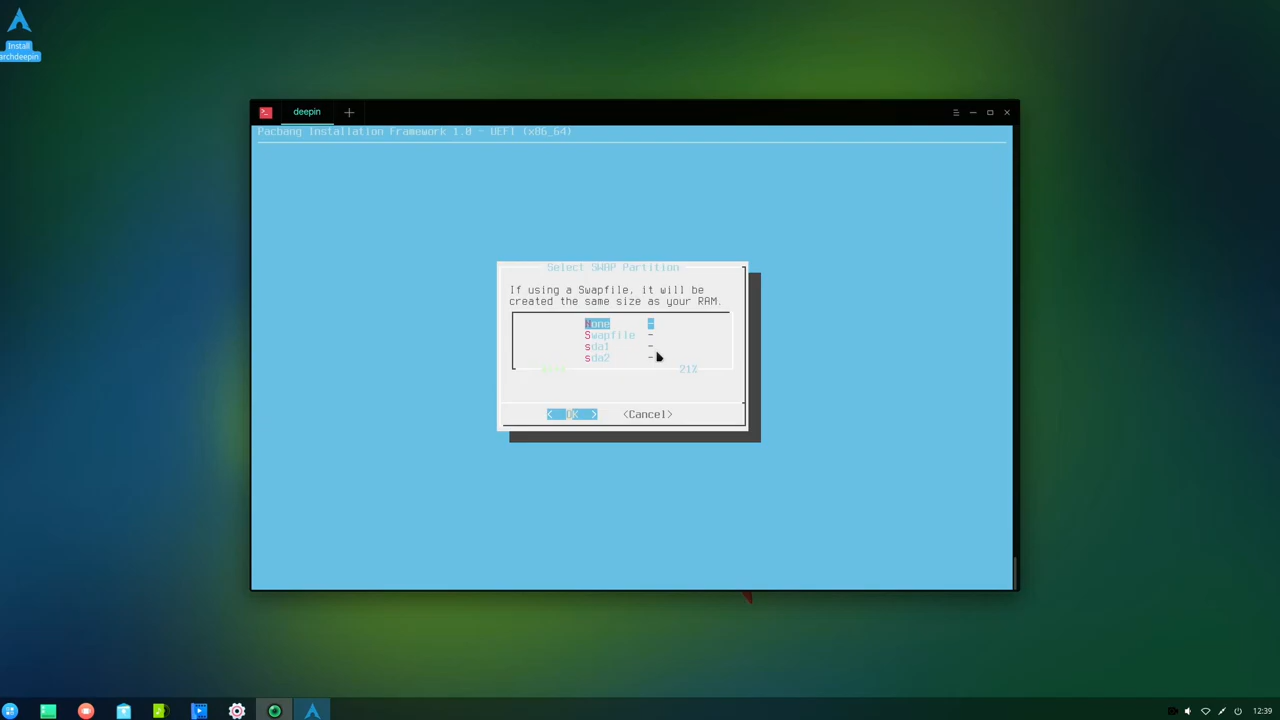 Install
archdeepin
deepin
Pacbang Installation Framework 1.0 - UEFI (x86_64)
Select SWAP Partition
If using a Swapfile, it will be
created the same size as your RAM.
None -
Swapfile -
sda1 -
sda2 -
21%
< OK > <Cancel>
12:39